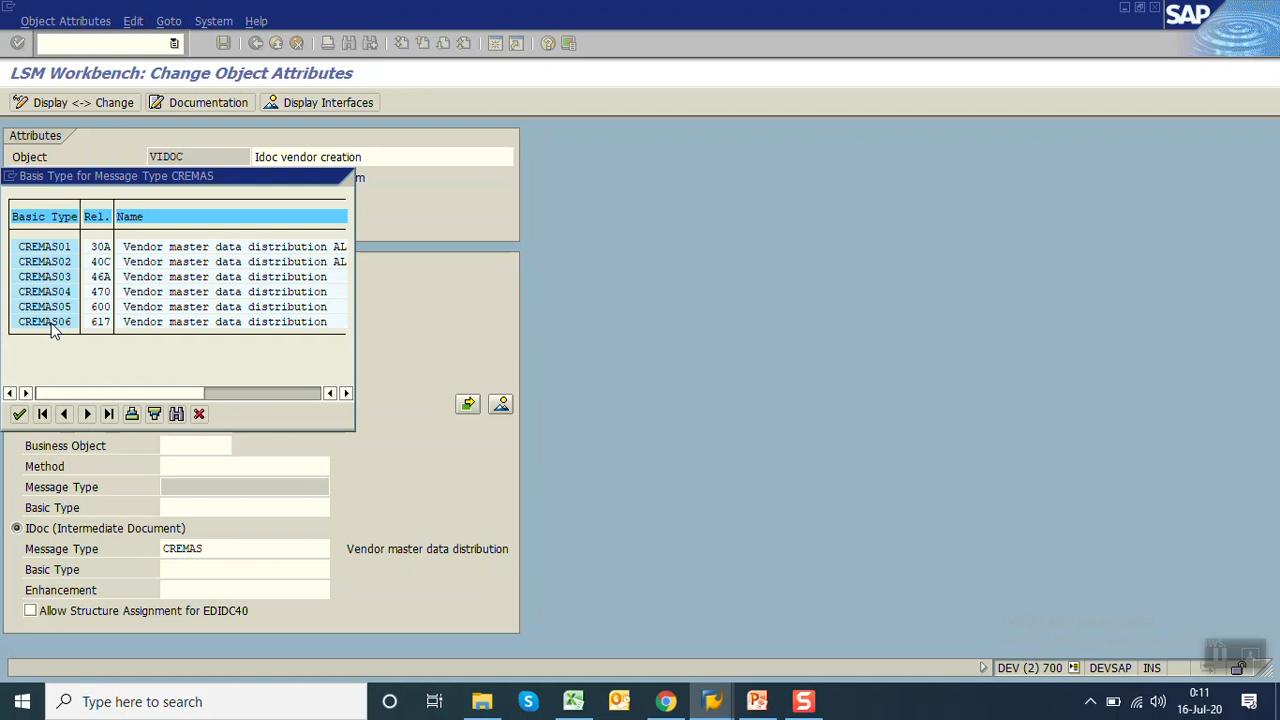 Object Attributes Edit Goto System Help
SAP
LSM Workbench: Change Object Attributes
Display <-> Change Documentation Display Interfaces
Attributes
Object VIDOC Idoc vendor creation
Basis Type for Message Type CREMAS
Basic Type Rel. Name
CREMAS01 30A Vendor master data distribution AL
CREMAS02 40C Vendor master data distribution AL
CREMAS03 46A Vendor master data distribution
CREMAS04 470 Vendor master data distribution
CREMAS05 600 Vendor master data distribution
CREMAS06 617 Vendor master data distribution
Business Object
Method
Message Type
Basic Type
IDoc (Intermediate Document)
Message Type CREMAS Vendor master data distribution
Basic Type
Enhancement
Allow Structure Assignment for EDIDC40
DEV (2) 700 DEVSAP INS
Type here to search
0:11
16-Jul-20